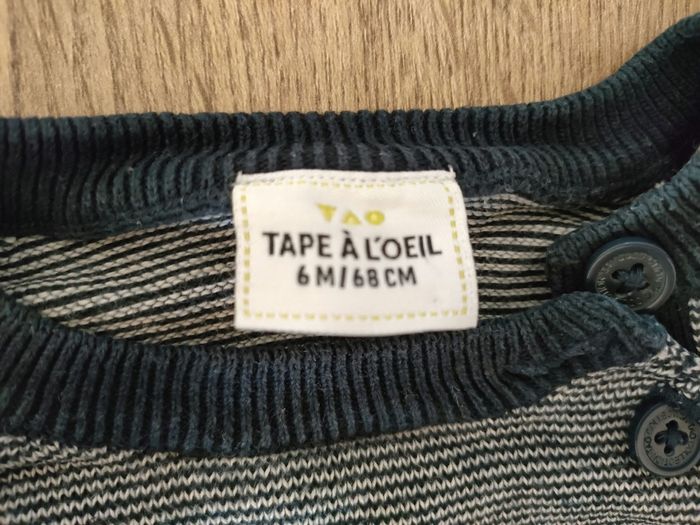 TAO
TAPE À L'OEIL
6M/68CM